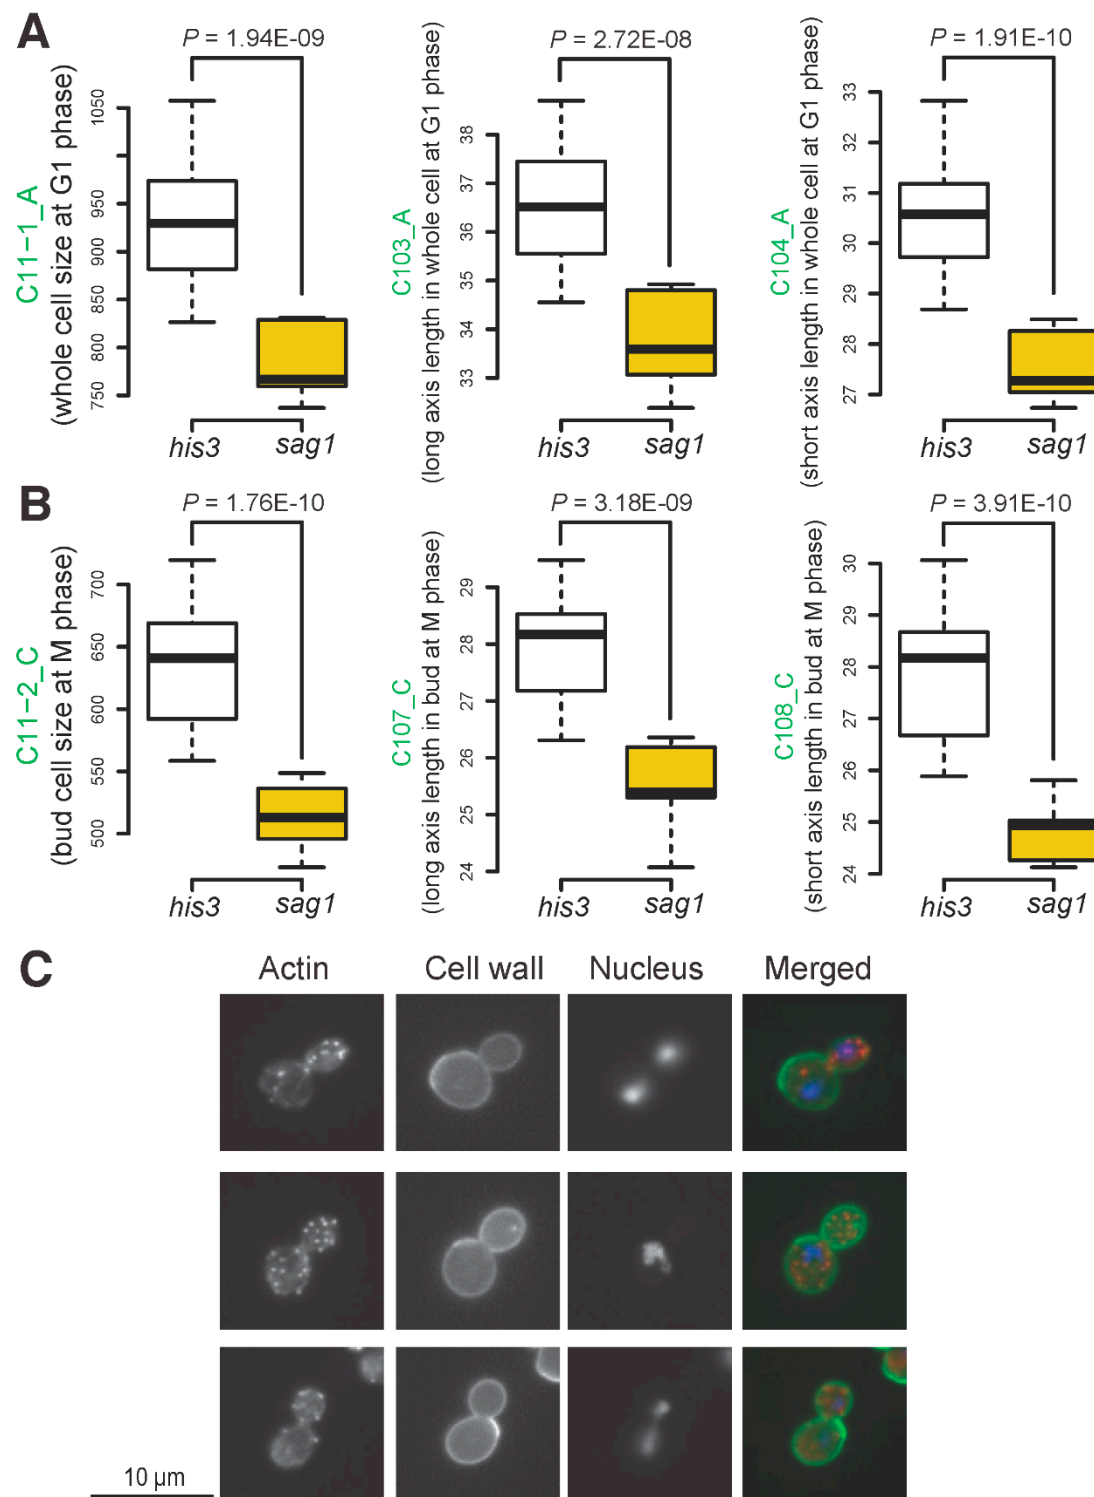 A
P = 1.94E-09
C11-1_A
(whole cell size at G1 phase)
1050
950
900
850
800
750
his3
sag1
P = 2.72E-08
C103_A
(long axis length in whole cell at G1 phase)
38
37
36
35
34
33
his3
sag1
P = 1.91E-10
C104_A
(short axis length in whole cell at G1 phase)
33
32
31
30
29
28
27
his3
sag1
B
P = 1.76E-10
C11-2_C
(bud cell size at M phase)
700
650
600
550
500
his3
sag1
P = 3.18E-09
C107_C
(long axis length in bud at M phase)
29
28
27
26
25
24
his3
sag1
P = 3.91E-10
C108_C
(short axis length in bud at M phase)
30
29
28
27
26
25
24
his3
sag1
C
Actin
Cell wall
Nucleus
Merged
10 µm